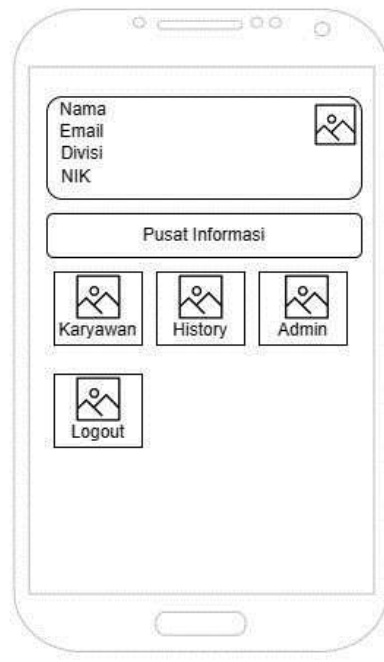 Nama
Email
Divisi
NIK
Pusat Informasi
Karyawan
History
Admin
Logout